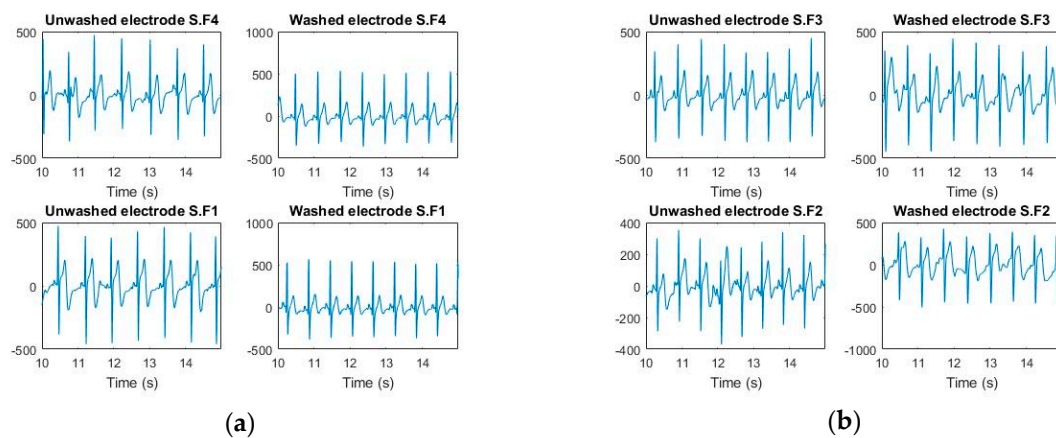 Unwashed electrode S.F4
500
0
-500
10 11 12 13 14
Time (s)
Washed electrode S.F4
1000
500
0
-500
10 11 12 13 14
Time (s)
Unwashed electrode S.F1
500
0
-500
10 11 12 13 14
Time (s)
Washed electrode S.F1
1000
500
0
-500
10 11 12 13 14
Time (s)
(a)
Unwashed electrode S.F3
500
0
-500
10 11 12 13 14
Time (s)
Washed electrode S.F3
500
0
-500
10 11 12 13 14
Time (s)
Unwashed electrode S.F2
400
200
0
-200
-400
10 11 12 13 14
Time (s)
Washed electrode S.F2
1000
500
0
-500
-1000
10 11 12 13 14
Time (s)
(b)